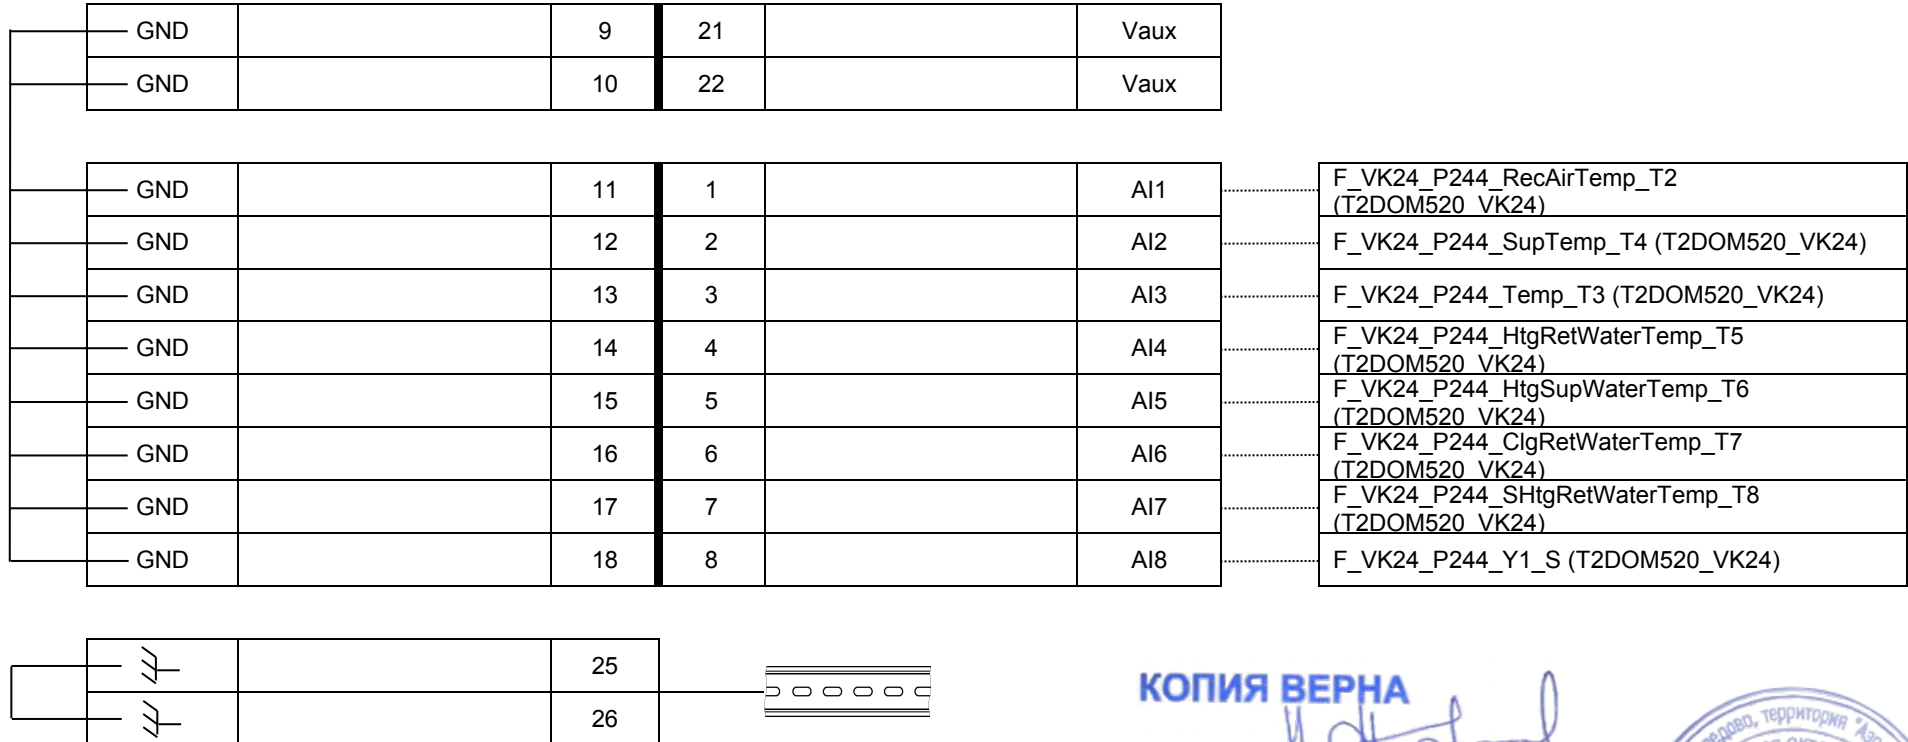 GND 9 21 Vaux
GND 10 22 Vaux
GND 11 1 AI1 F_VK24_P244_RecAirTemp_T2
(T2DOM520_VK24)
GND 12 2 AI2 F_VK24_P244_SupTemp_T4 (T2DOM520_VK24)
GND 13 3 AI3 F_VK24_P244_Temp_T3 (T2DOM520_VK24)
GND 14 4 AI4 F_VK24_P244_HtgRetWaterTemp_T5
(T2DOM520_VK24)
GND 15 5 AI5 F_VK24_P244_HtgSupWaterTemp_T6
(T2DOM520_VK24)
GND 16 6 AI6 F_VK24_P244_ClgRetWaterTemp_T7
(T2DOM520_VK24)
GND 17 7 AI7 F_VK24_P244_SHtgRetWaterTemp_T8
(T2DOM520_VK24)
GND 18 8 AI8 F_VK24_P244_Y1_S (T2DOM520_VK24)
25
26
КОПИЯ ВЕРНА
территория